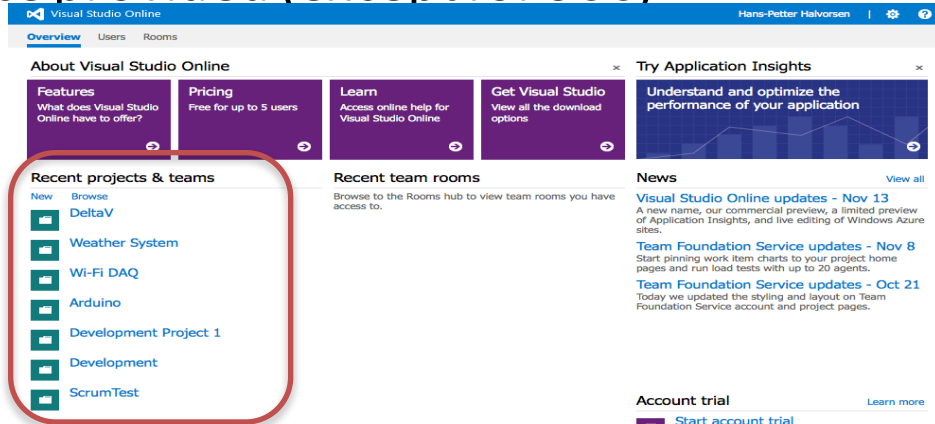 Visual Studio Online
Hans-Petter Halvorsen |
Overview Users Rooms
About Visual Studio Online ×
Features
What does Visual Studio
Online have to offer?
Pricing
Free for up to 5 users
Learn
Access online help for
Visual Studio Online
Get Visual Studio
View all the download
options
Try Application Insights ×
Understand and optimize the
performance of your application
Recent projects & teams
New Browse
DeltaV
Weather System
Wi-Fi DAQ
Arduino
Development Project 1
Development
ScrumTest
Recent team rooms
Browse to the Rooms hub to view team rooms you have
access to.
News View all
Visual Studio Online updates - Nov 13
A new name, our commercial preview, a limited preview
of Application Insights, and live editing of Windows Azure
sites.
Team Foundation Service updates - Nov 8
Start pinning work item charts to your project home
pages and run load tests with up to 20 agents.
Team Foundation Service updates - Oct 21
Today we updated the styling and layout on Team
Foundation Service account and project pages.
Account trial Learn more
Start account trial